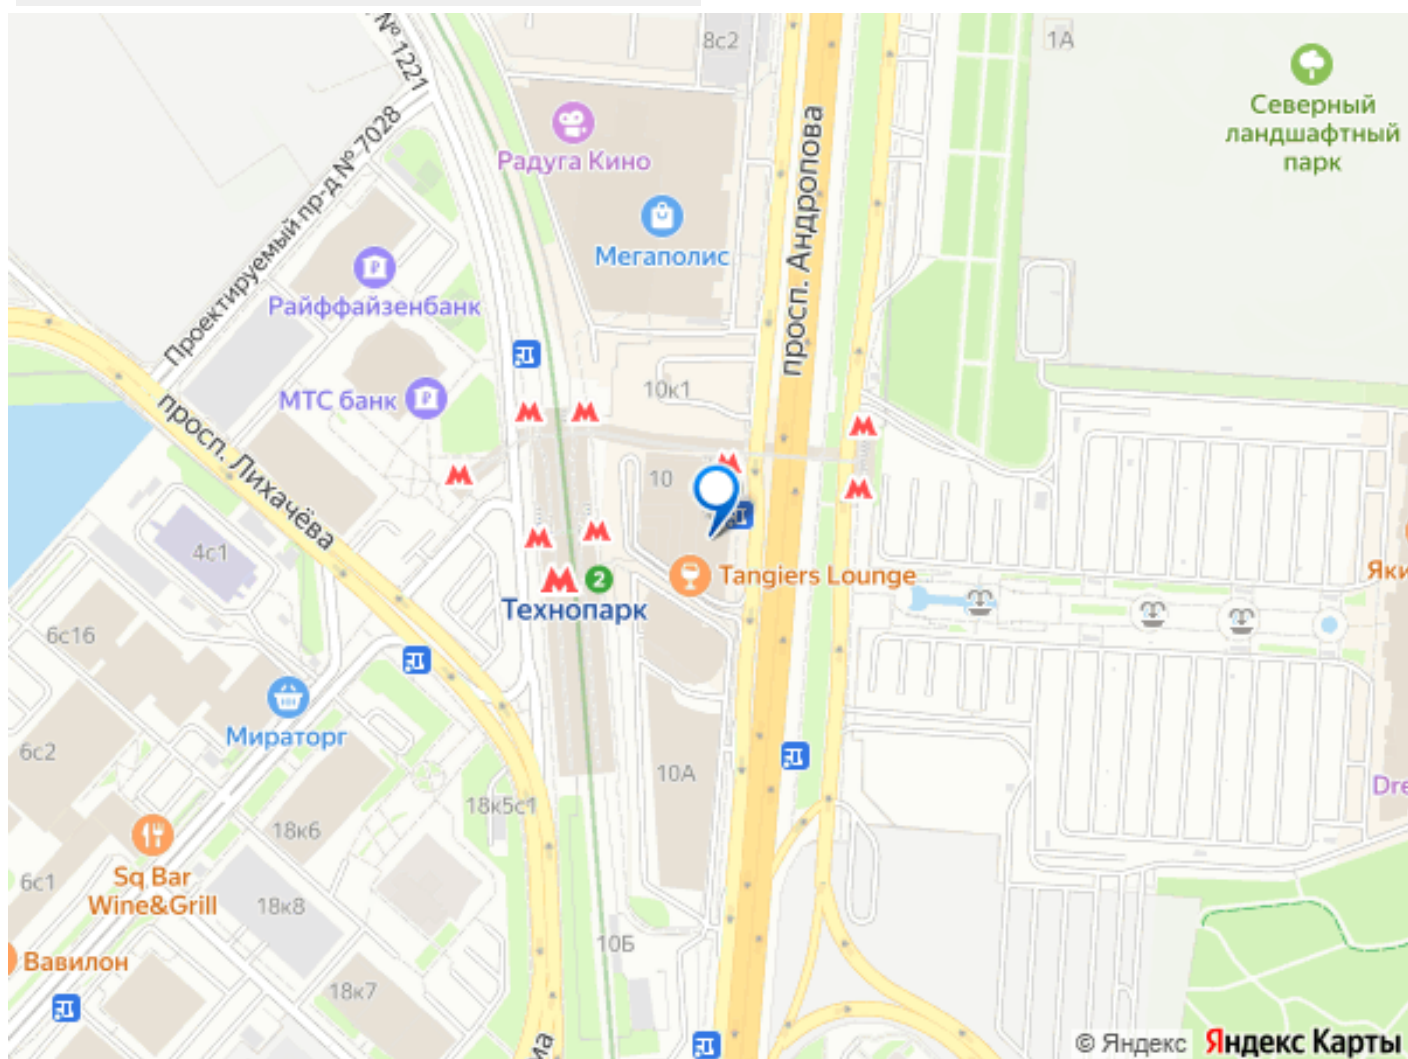 8с2
1А
№ 1221
Северный
ландшафтный
парк
Радуга Кино
Проектируемый пр-д № 7028
просп. Андропова
Мегаполис
Райффайзенбанк
МТС банк
10к1
просп. Лихачёва
10
4с1
2
Технопарк
Tangiers Lounge
Яки
6с16
Мираторг
6с2
10А
Dre
18к5с1
18к6
Sq Bar
Wine&Grill
6с1
18к8
10Б
Вавилон
18к7
ма
© Яндекс Яндекс Карты